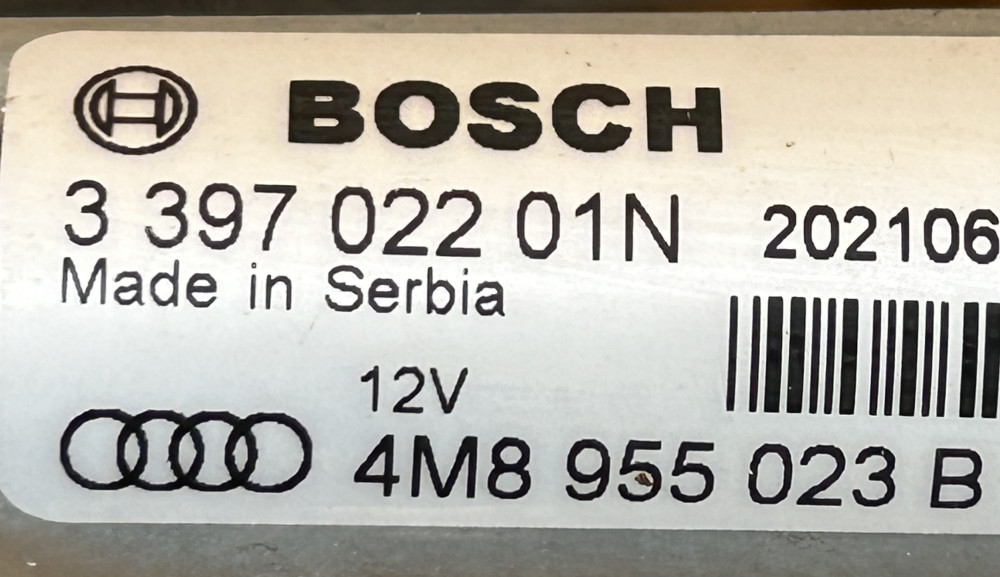 BOSCH
3 397 022 01N 202106
Made in Serbia
12V
4M8 955 023 B